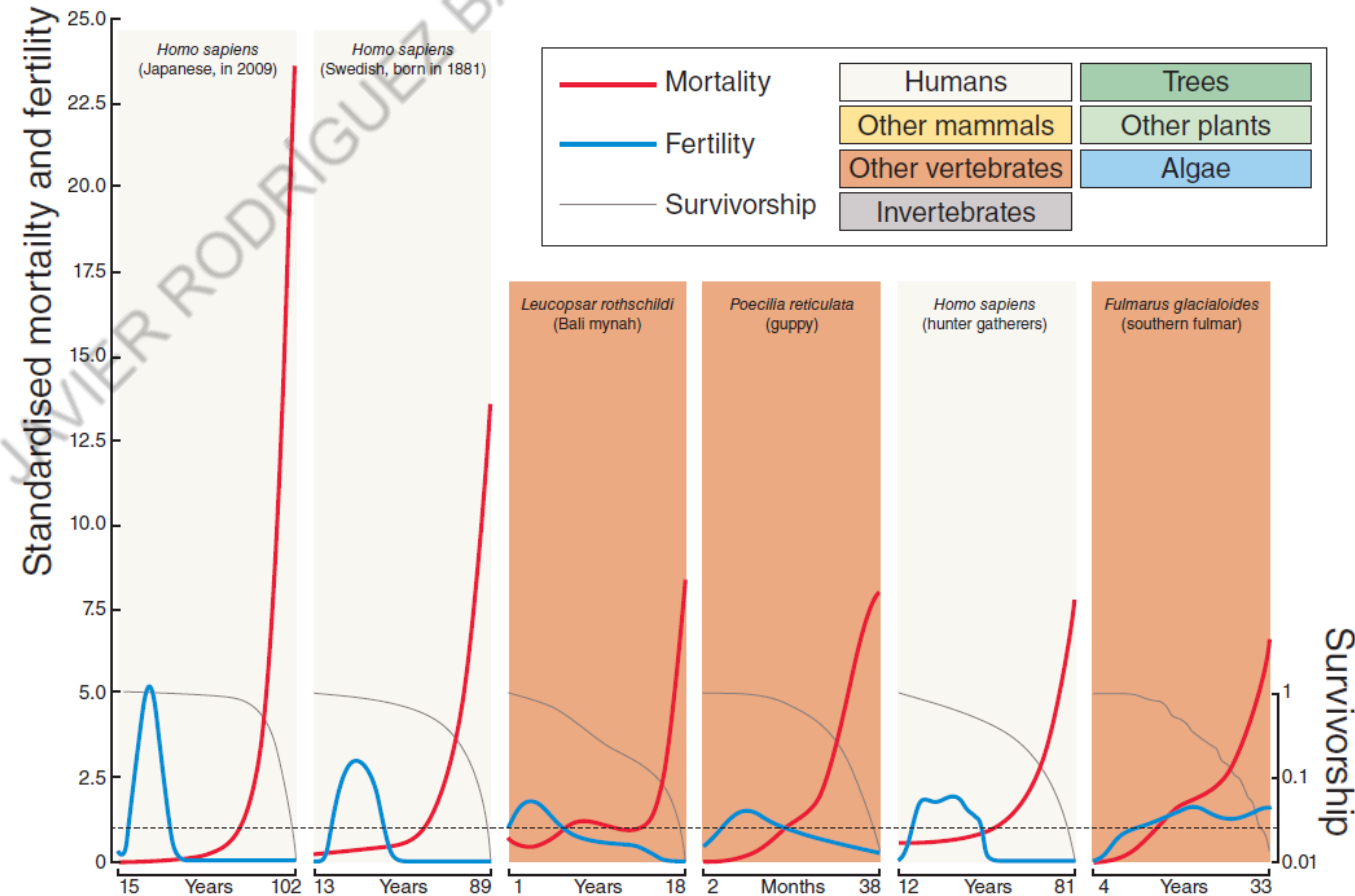 Standardised mortailty and fertility
25.0
22.5
20.0
17.5
15.0
12.5
10.0
7.5
5.0
2.5
0
Homo sapiens
(Japanese, in 2009)
Homo sapiens
(Swedish, born in 1881)
Mortality
Fertility
Survivorship
Humans
Other mammals
Other vertebrates
Invertebrates
Trees
Other plants
Algae
Leucopsar rothschildi
(Bali mynah)
Poecilia reticulata
(guppy)
Homo sapiens
(hunter gatherers)
Fulmarus glacialoides
(southern fulmar)
Survivorship
1
0.1
0.01
15 Years 102
13 Years 89
1 Years 18
2 Months 38
12 Years 81
4 Years 33
JAVIER RODRÍGUEZ